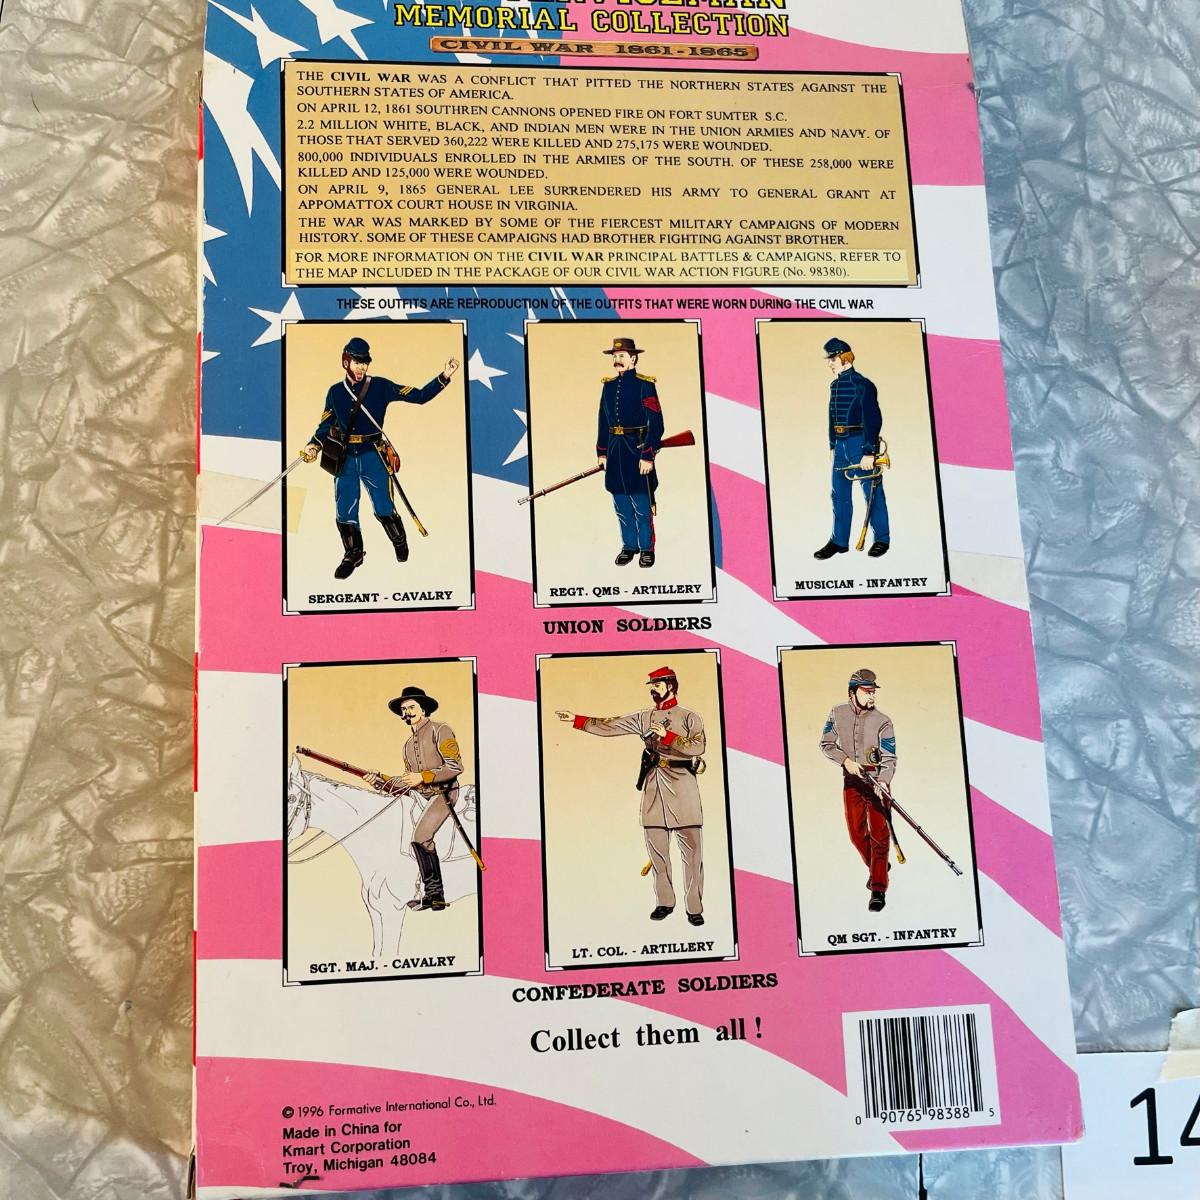 MEMORIAL COLLECTION
CIVIL WAR 1861-1865
THE CIVIL WAR WAS A CONFLICT THAT PITTED THE NORTHERN STATES AGAINST THE
SOUTHERN STATES OF AMERICA.
ON APRIL 12, 1861 SOUTHREN CANNONS OPENED FIRE ON FORT SUMTER S.C.
2.2 MILLION WHITE, BLACK, AND INDIAN MEN WERE IN THE UNION ARMIES AND NAVY. OF
THOSE THAT SERVED 360,222 WERE KILLED AND 275,175 WERE WOUNDED.
800,000 INDIVIDUALS ENROLLED IN THE ARMIES OF THE SOUTH. OF THESE 258,000 WERE
KILLED AND 125,000 WERE WOUNDED.
ON APRIL 9, 1865 GENERAL LEE SURRENDERED HIS ARMY TO GENERAL GRANT AT
APPOMATTOX COURT HOUSE IN VIRGINIA.
THE WAR WAS MARKED BY SOME OF THE FIERCEST MILITARY CAMPAIGNS OF MODERN
HISTORY. SOME OF THESE CAMPAIGNS HAD BROTHER FIGHTING AGAINST BROTHER.
FOR MORE INFORMATION ON THE CIVIL WAR PRINCIPAL BATTLES & CAMPAIGNS, REFER TO
THE MAP INCLUDED IN THE PACKAGE OF OUR CIVIL WAR ACTION FIGURE (No. 98380).
THESE OUTFITS ARE REPRODUCTION OF THE OUTFITS THAT WERE WORN DURING THE CIVIL WAR
SERGEANT - CAVALRY
REGT. QMS - ARTILLERY
MUSICIAN - INFANTRY
UNION SOLDIERS
SGT. MAJ. - CAVALRY
LT. COL. - ARTILLERY
QM SGT. - INFANTRY
CONFEDERATE SOLDIERS
Collect them all !
© 1996 Formative International Co., Ltd.
Made in China for
Kmart Corporation
Troy, Michigan 48084
0 90765 98388 5
14